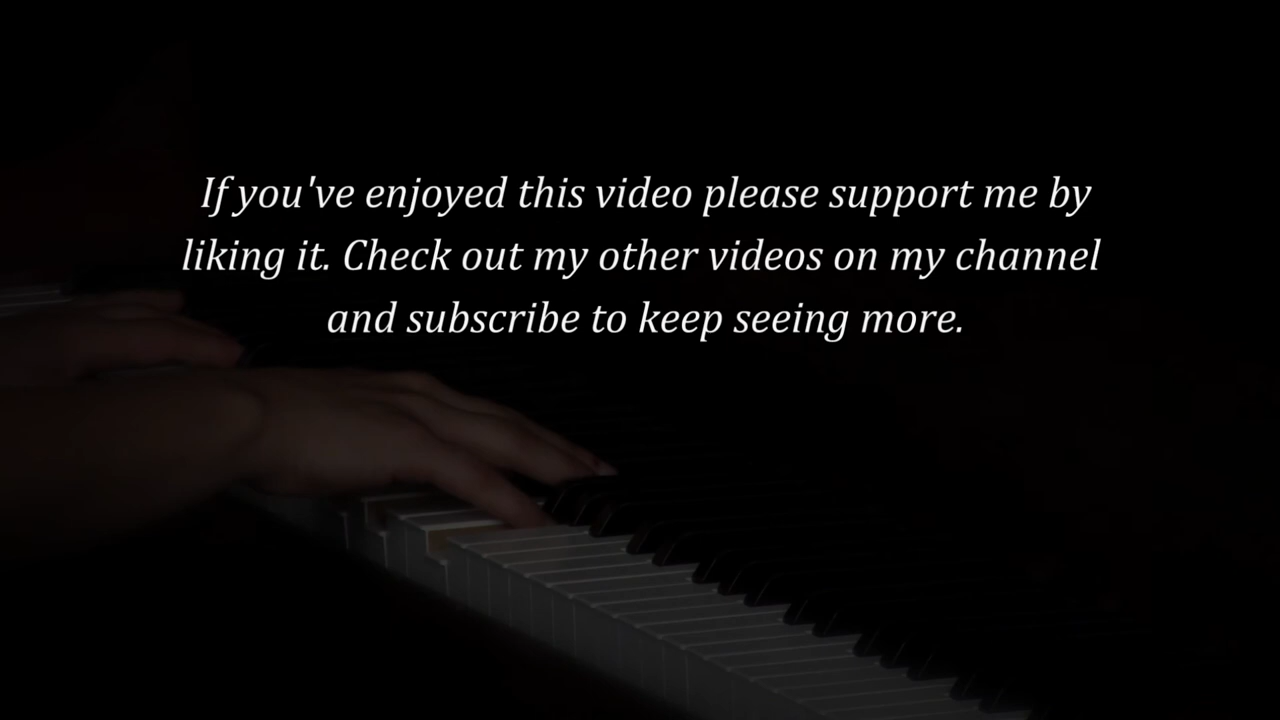 If you've enjoyed this video please support me by
liking it. Check out my other videos on my channel
and subscribe to keep seeing more.